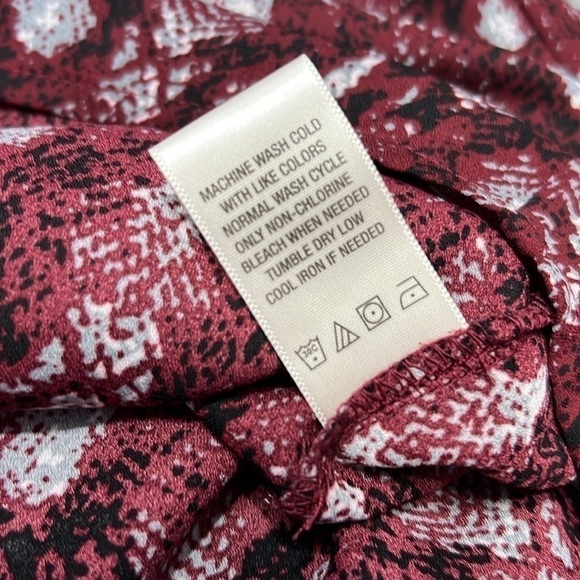 MACHINE WASH COLD
WITH LIKE COLORS
NORMAL WASH CYCLE
ONLY NON-CHLORINE
BLEACH WHEN NEEDED
TUMBLE DRY LOW
COOL IRON IF NEEDED
30C